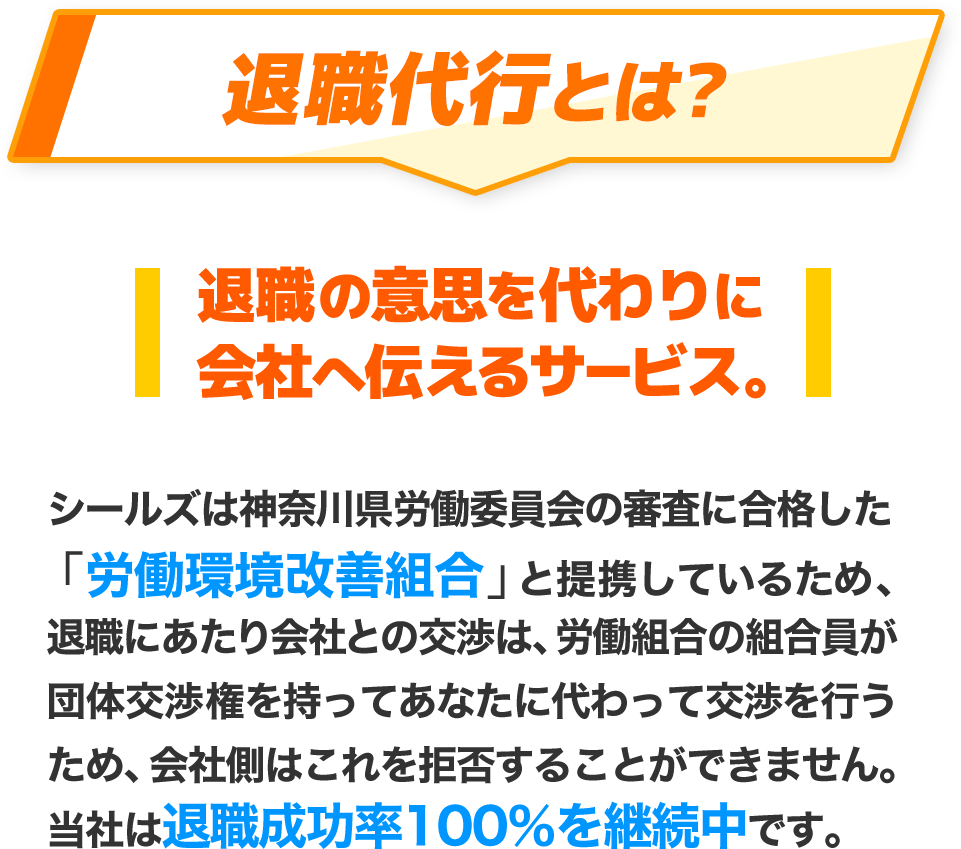 退職代行とは?
退職の意思を代わりに
会社へ伝えるサービス。
シールズは神奈川県労働委員会の審査に合格した
「労働環境改善組合」と提携しているため、
退職にあたり会社との交渉は、労働組合の組合員が
団体交渉権を持ってあなたに代わって交渉を行う
ため、会社側はこれを拒否することができません。
当社は退職成功率100%を継続中です。